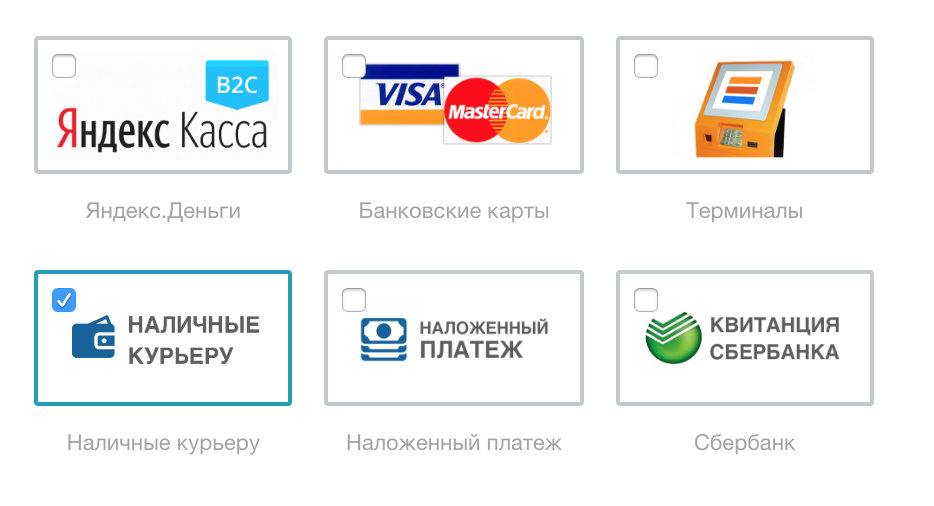 B2C
Яндекс Касса
VISA
MasterCard
Яндекс.Деньги
Банковские карты
Терминалы
НАЛИЧНЫЕ
КУРЬЕРУ
НАЛОЖЕННЫЙ
ПЛАТЕЖ
КВИТАНЦИЯ
СБЕРБАНКА
Наличные курьеру
Наложенный платеж
Сбербанк